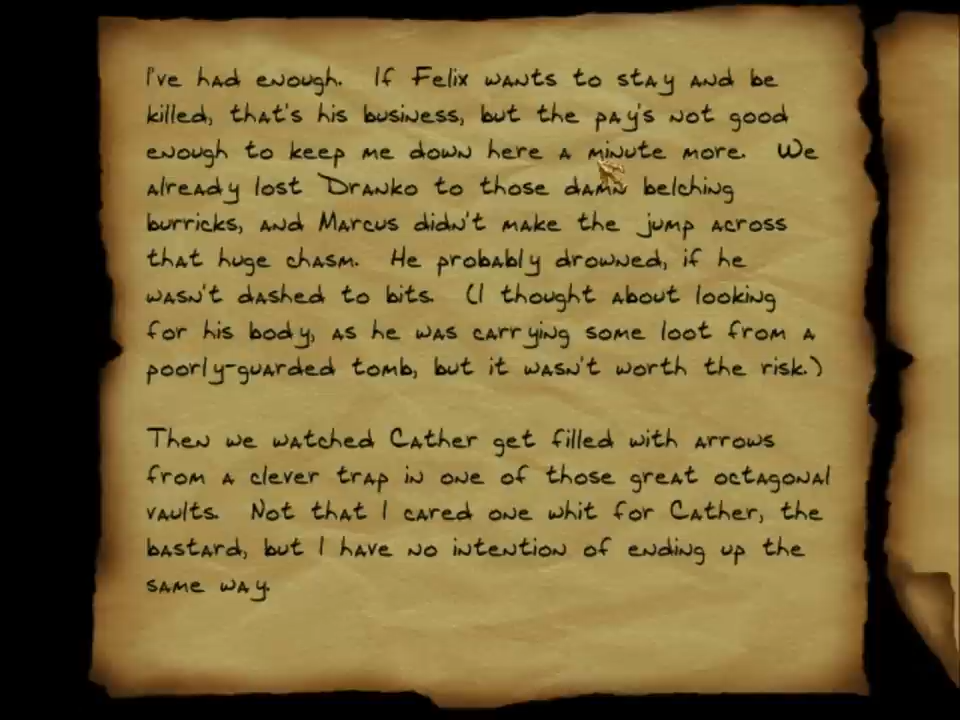 I've had enough. If Felix wants to stay and be
killed, that's his business, but the pay's not good
enough to keep me down here a minute more. We
already lost Dranko to those damn belching
burricks, and Marcus didn't make the jump across
that huge chasm. He probably drowned, if he
wasn't dashed to bits. (I thought about looking
for his body, as he was carrying some loot from a
poorly-guarded tomb, but it wasn't worth the risk.)
Then we watched Cather get filled with arrows
from a clever trap in one of those great octagonal
vaults. Not that I cared one whit for Cather, the
bastard, but I have no intention of ending up the
same way.